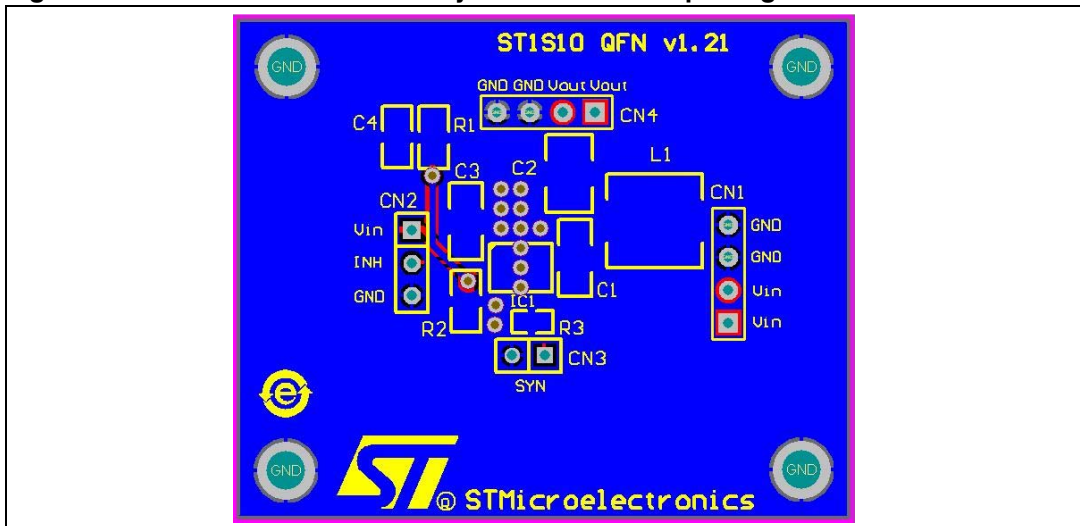 ST1S10 QFN v1.21
GND
GND
GND GND Vout Vout
CN4
C4
R1
L1
C3
C2
CN1
CN2
GND
Vin
INH
GND
Vin
GND
C1
Vin
IC1
R2
R3
CN3
SYN
e
GND
GND
ST
® STMicroelectronics